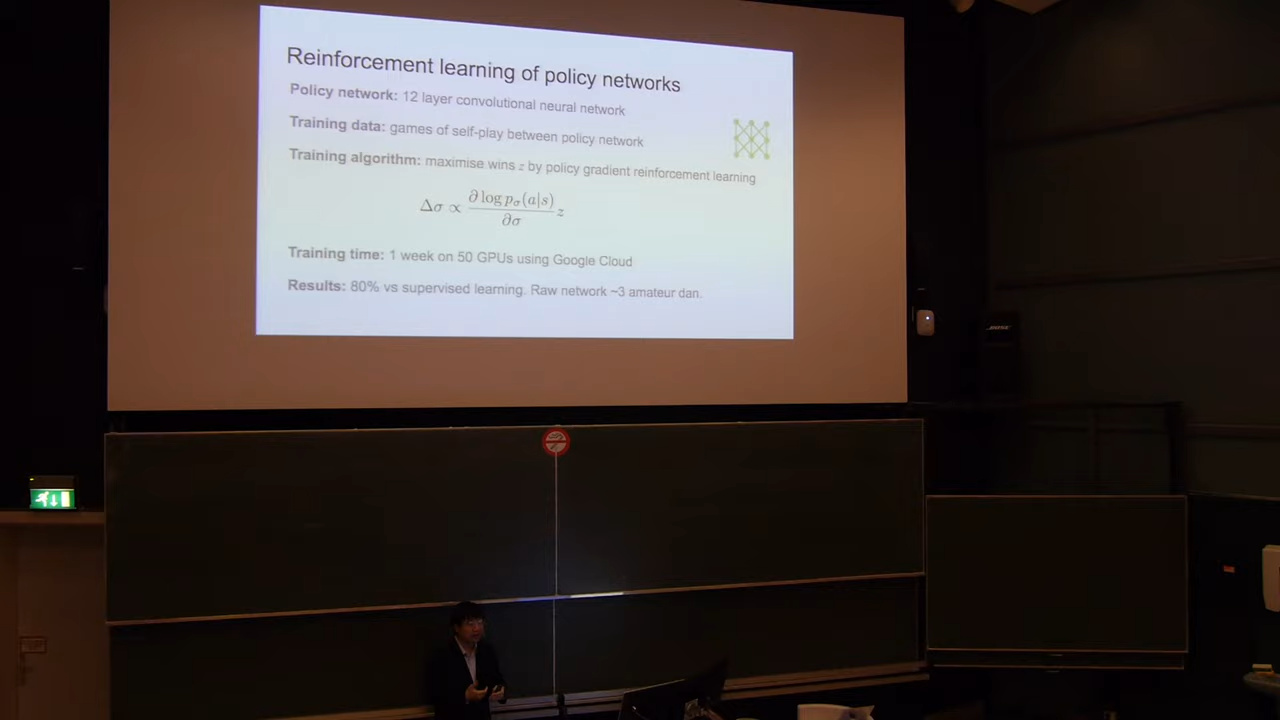 Reinforcement learning of policy networks
Policy network: 12 layer convolutional neural network
Training data: games of self-play between policy network
Training algorithm: maximise wins z by policy gradient reinforcement learning
Δσ ∝ ∂ log pσ(a|s) / ∂σ z
Training time: 1 week on 50 GPUs using Google Cloud
Results: 80% vs supervised learning. Raw network ~3 amateur dan.
BOSE